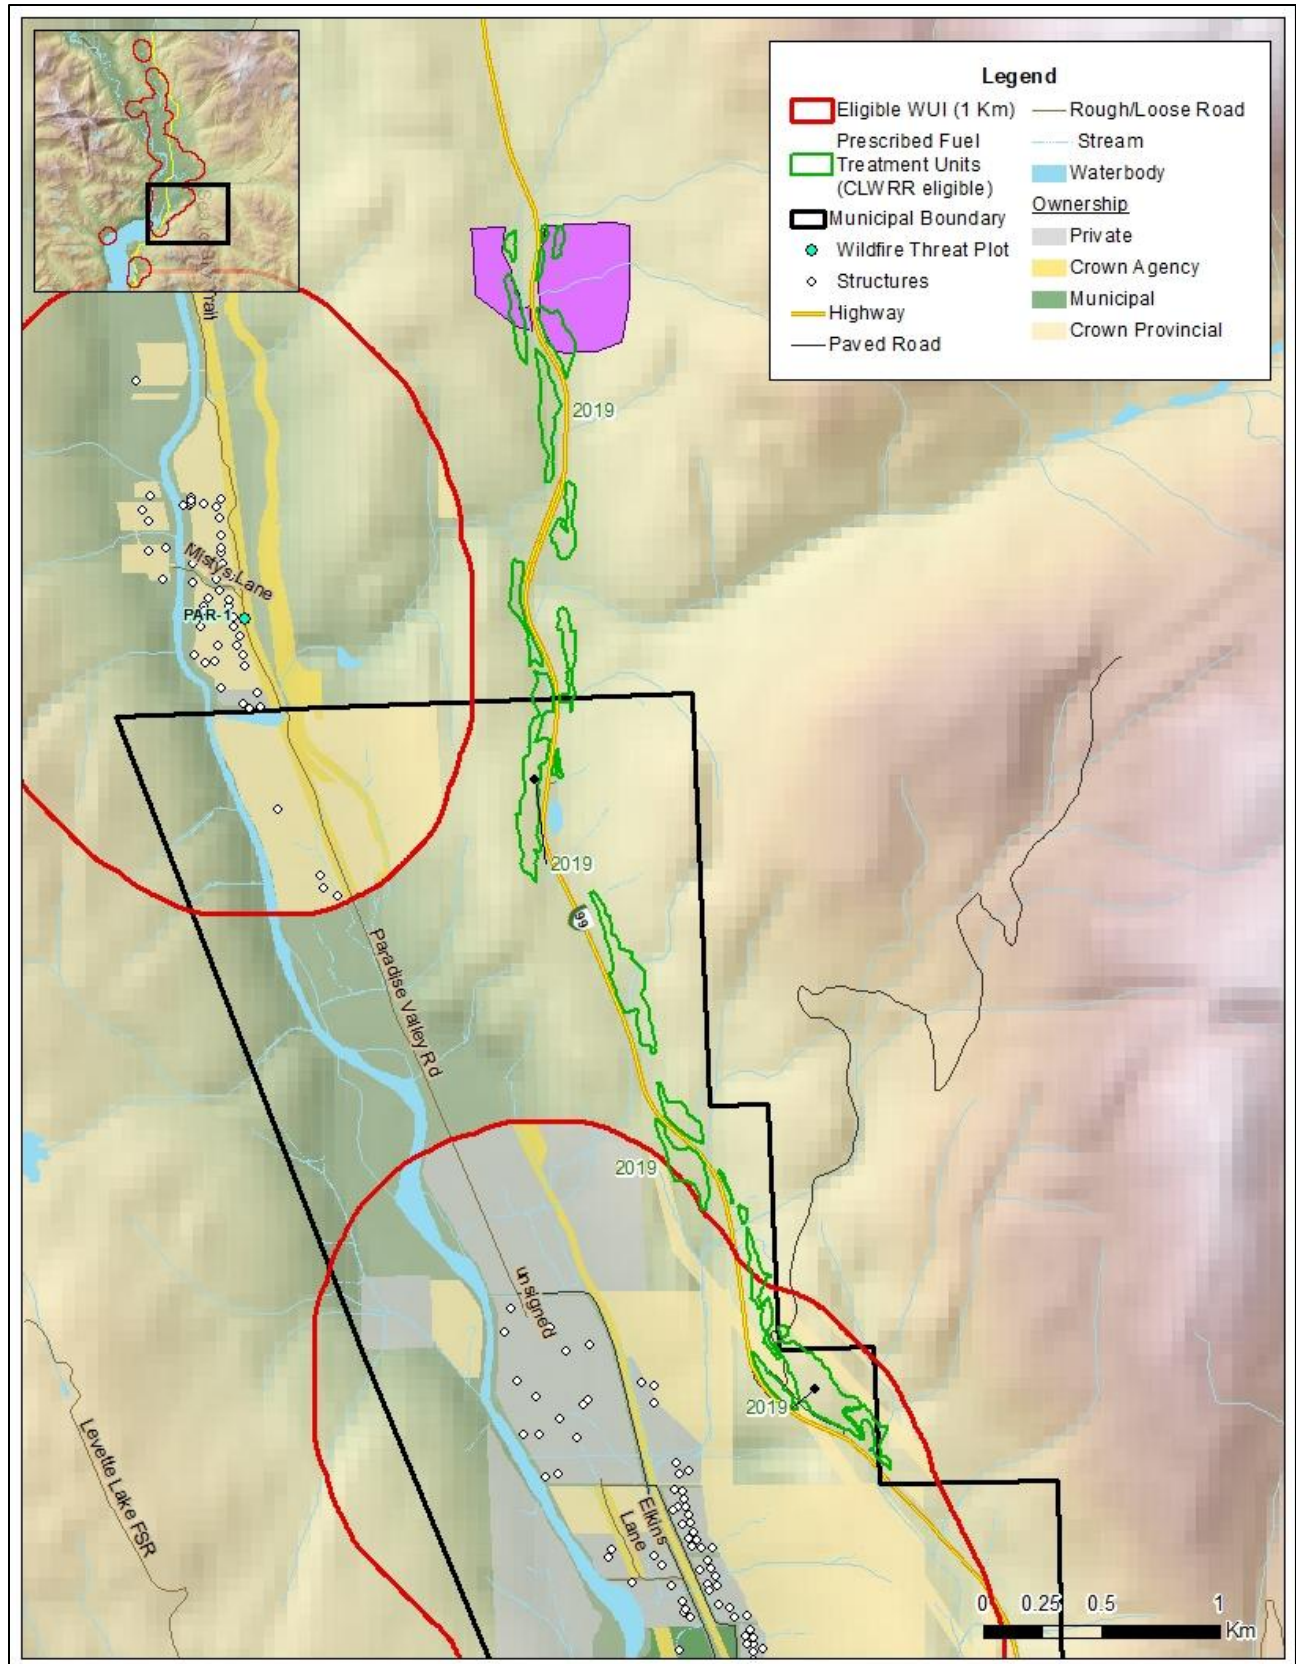 Legend
Eligible WUI (1 Km)
Prescribed Fuel
Treatment Units
(CLWRR eligible)
Municipal Boundary
Wildfire Threat Plot
Structures
Highway
Paved Road
Rough/Loose Road
Stream
Waterbody
Ownership
Private
Crown Agency
Municipal
Crown Provincial
Trail
2019
Mistys Lane
PAR-1
2019
99
Paradise Valley Rd
2019
unsigned
2019
Levette Lake FSR
Elkins
Lane
0 0.25 0.5 1
Km